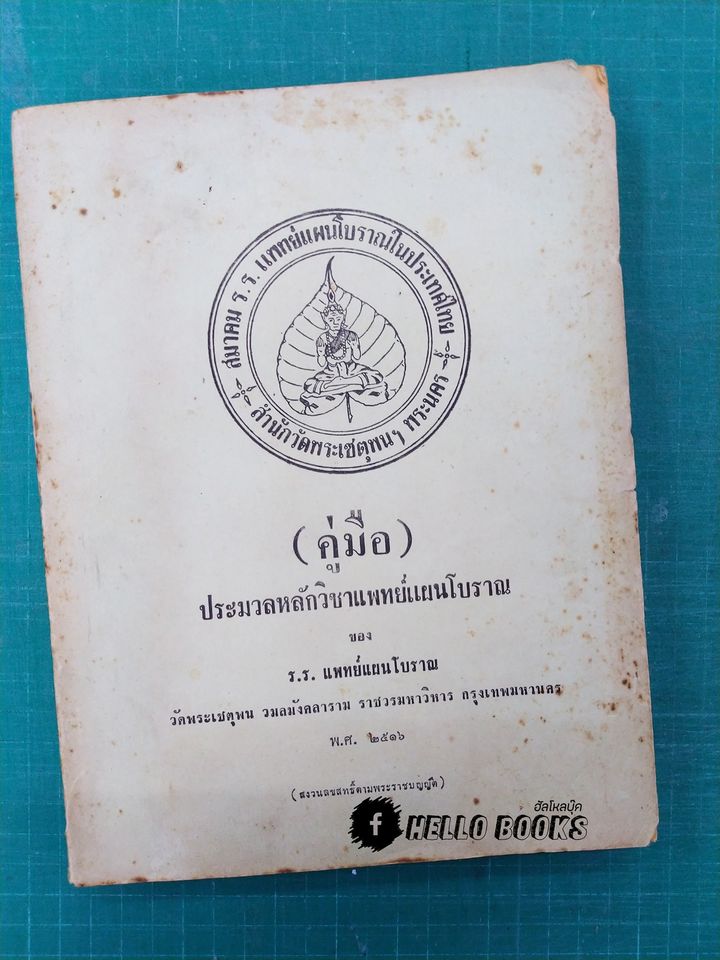 สมาคม ร.ร. แพทย์แผนโบราณในประเทศไทย
สำนักวัดพระเชตุพนฯ พระนคร
(คู่มือ)
ประมวลหลักวิชาแพทย์แผนโบราณ
ของ
ร.ร. แพทย์แผนโบราณ
วัดพระเชตุพน วมลมังคลาราม ราชวรมหาวิหาร กรุงเทพมหานคร
พ.ศ. ๒๕๑๖
(สงวนลขสทธิ์ตามพระราชบญญัติ)
ฮัลโหลบุ๊ค
f HELLO BOOKS